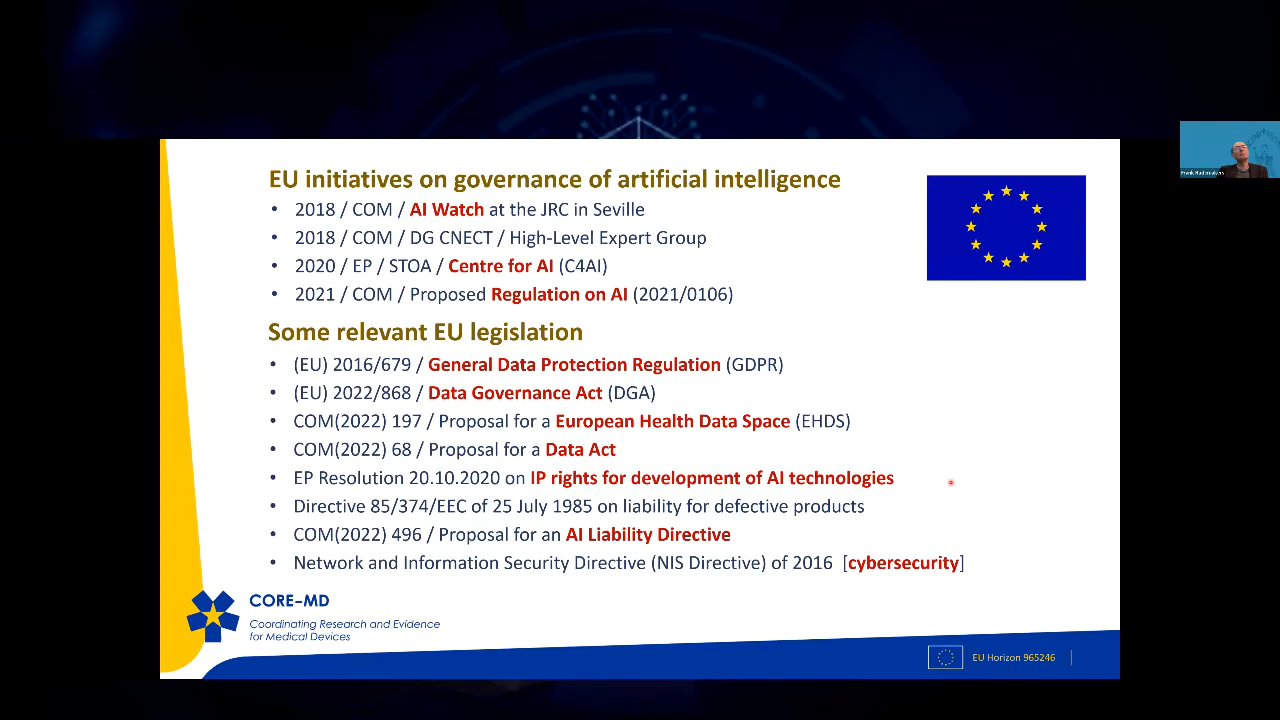 EU initiatives on governance of artificial intelligence
• 2018 / COM / AI Watch at the JRC in Seville
• 2018 / COM / DG CNECT / High-Level Expert Group
• 2020 / EP / STOA / Centre for AI (C4AI)
• 2021 / COM / Proposed Regulation on AI (2021/0106)
Some relevant EU legislation
• (EU) 2016/679 / General Data Protection Regulation (GDPR)
• (EU) 2022/868 / Data Governance Act (DGA)
• COM(2022) 197 / Proposal for a European Health Data Space (EHDS)
• COM(2022) 68 / Proposal for a Data Act
• EP Resolution 20.10.2020 on IP rights for development of AI technologies
• Directive 85/374/EEC of 25 July 1985 on liability for defective products
• COM(2022) 496 / Proposal for an AI Liability Directive
• Network and Information Security Directive (NIS Directive) of 2016 [cybersecurity]
CORE–MD
Coordinating Research and Evidence
for Medical Devices
EU Horizon 965246
Frank Rademakers